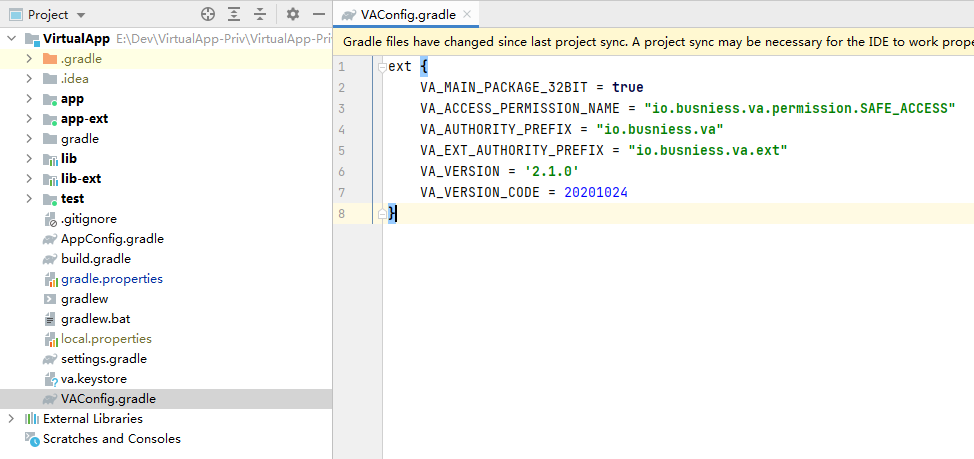 Project
VirtualApp E:\Dev\VirtualApp-Priv\VirtualApp-Pri
.gradle
.idea
app
app-ext
gradle
lib
lib-ext
test
.gitignore
AppConfig.gradle
build.gradle
gradle.properties
gradlew
gradlew.bat
local.properties
settings.gradle
va.keystore
VAConfig.gradle
External Libraries
Scratches and Consoles
VAConfig.gradle
Gradle files have changed since last project sync. A project sync may be necessary for the IDE to work prope
1 ext {
2 VA_MAIN_PACKAGE_32BIT = true
3 VA_ACCESS_PERMISSION_NAME = "io.busniess.va.permission.SAFE_ACCESS"
4 VA_AUTHORITY_PREFIX = "io.busniess.va"
5 VA_EXT_AUTHORITY_PREFIX = "io.busniess.va.ext"
6 VA_VERSION = '2.1.0'
7 VA_VERSION_CODE = 20201024
8 }